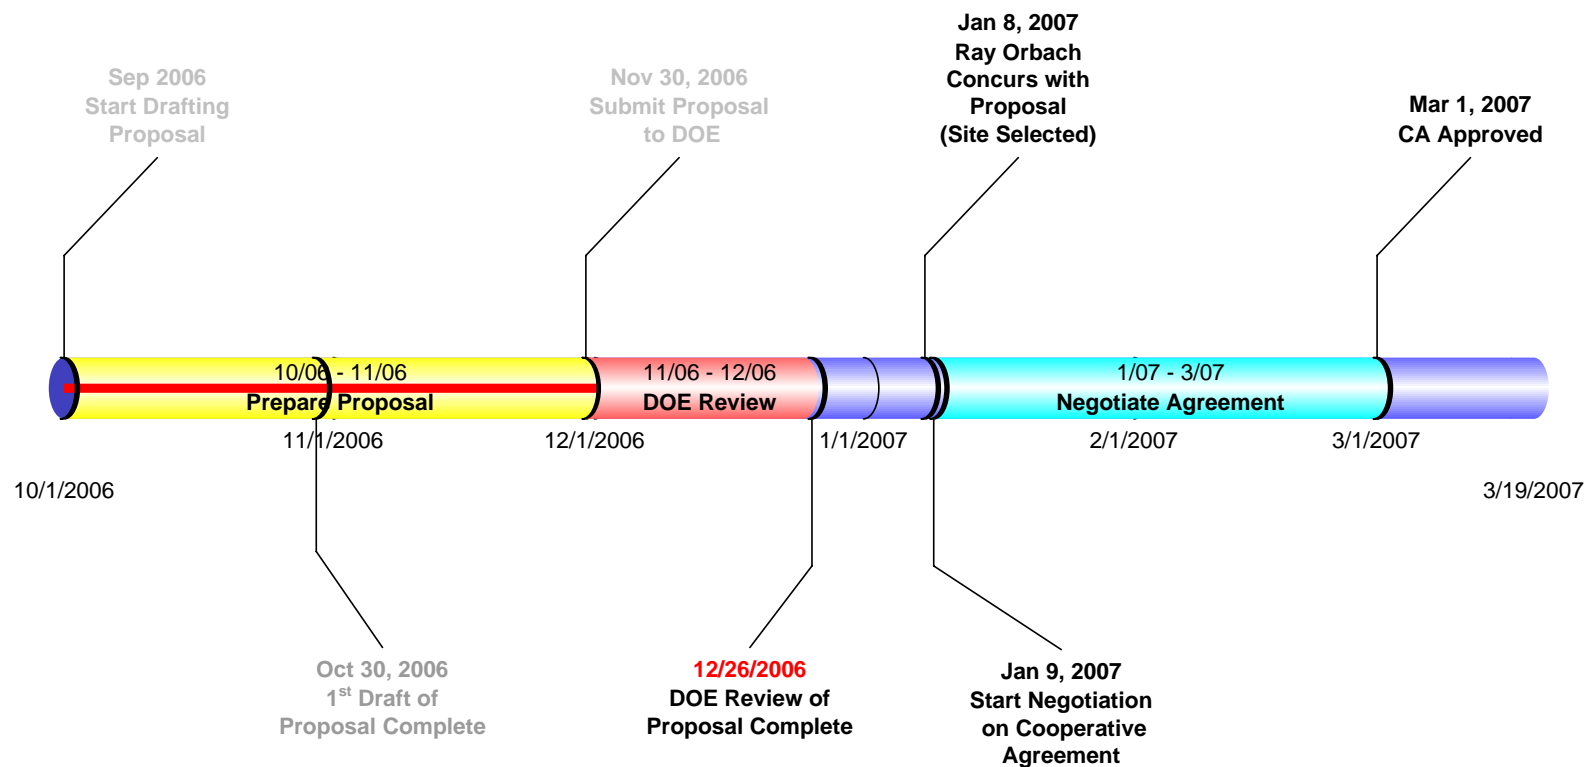 Sep 2006
Start Drafting
Proposal
Nov 30, 2006
Submit Proposal
to DOE
Jan 8, 2007
Ray Orbach
Concurs with
Proposal
(Site Selected)
Mar 1, 2007
CA Approved
10/06 - 11/06
Prepare Proposal
11/06 - 12/06
DOE Review
1/07 - 3/07
Negotiate Agreement
11/1/2006
12/1/2006
1/1/2007
2/1/2007
3/1/2007
10/1/2006
3/19/2007
Oct 30, 2006
1st Draft of
Proposal Complete
12/26/2006
DOE Review of
Proposal Complete
Jan 9, 2007
Start Negotiation
on Cooperative
Agreement